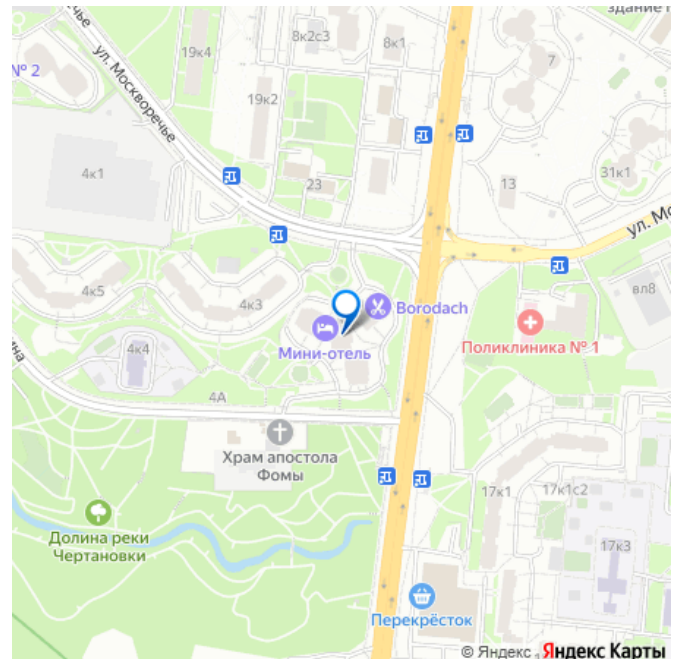 здание
8к2с3
8к1
19к4
7
№ 2
ул. Москворечье
19к2
4к1
23
13
31к1
4к5
4к3
Borodach
вл8
Мини-отель
Поликлиника № 1
4к4
4А
Храм апостола
Фомы
17к1
17к1с2
Долина реки
Чертановки
17к3
Перекрёсток
© Яндекс Яндекс Карты